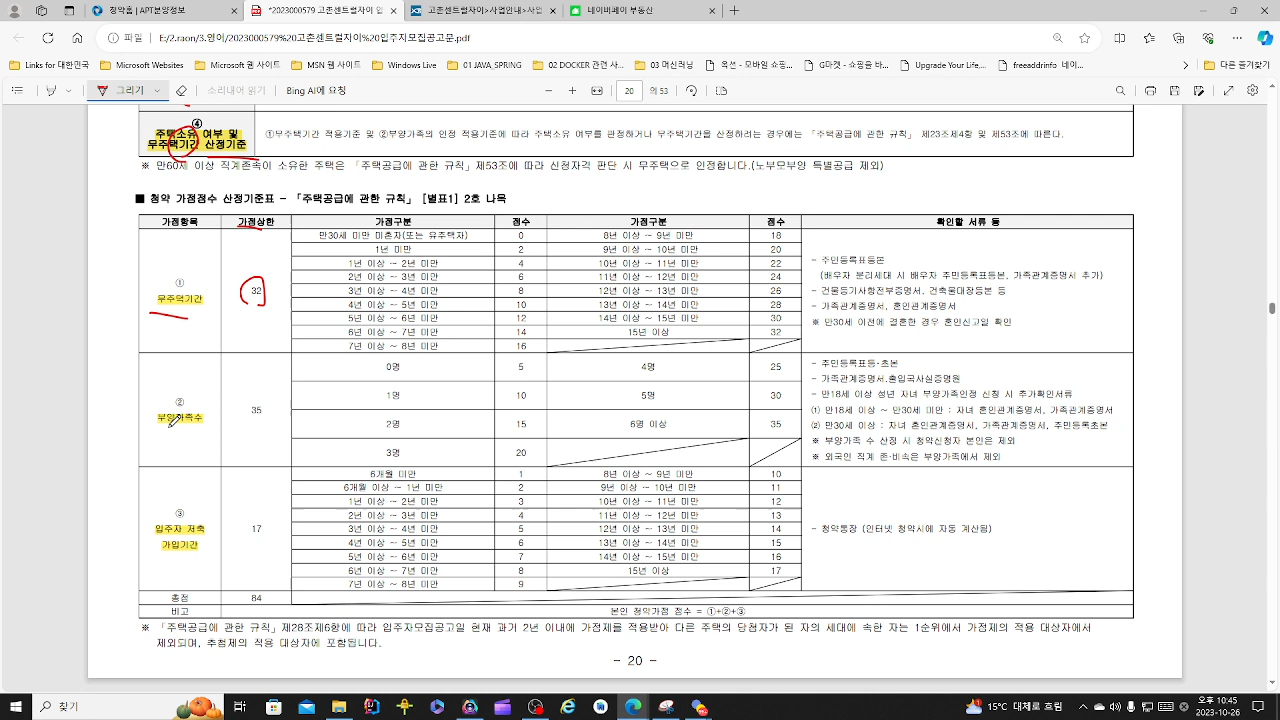 청약홈 | APT분양정보
*2023000579 고촌센트럴자이 입
고촌센트럴자이>사업안내>사업
네이버페이 부동산
파일
E:/2.raon/3.영이/2023000579%20고촌센트럴자이%20입주자모집공고문.pdf
Links for 대한민국
Microsoft Websites
Microsoft 웹 사이트
MSN 웹 사이트
Windows Live
01 JAVA_SPRING
02 DOCKER 관련 사...
03 머신러닝
옥션 - 모바일 쇼핑...
G마켓 - 쇼핑을 바...
Upgrade Your Life,...
freeaddrinfo 네이...
다른 즐겨찾기
그리기
소리내어 읽기
Bing AI에 요청
20
의 53
④
주택소유 여부 및
무주택기간 산정기준
①무주택기간 적용기준 및 ②부양가족의 인정 적용기준에 따라 주택소유 여부를 판정하거나 무주택기간을 산정하려는 경우에는 「주택공급에 관한 규칙」 제23조제4항 및 제53조에 따른다.
※ 만60세 이상 직계존속이 소유한 주택은 「주택공급에 관한 규칙」제53조에 따라 신청자격 판단 시 무주택으로 인정합니다.(노부모부양 특별공급 제외)
■ 청약 가점점수 산정기준표 – 「주택공급에 관한 규칙」 [별표1] 2호 나목
가점항목 가점상한 가점구분 점수 가점구분 점수 확인할 서류 등
①
무주택기간
32
만30세 미만 미혼자(또는 유주택자) 0 8년 이상 ~ 9년 미만 18
1년 미만 2 9년 이상 ~ 10년 미만 20
1년 이상 ~ 2년 미만 4 10년 이상 ~ 11년 미만 22
2년 이상 ~ 3년 미만 6 11년 이상 ~ 12년 미만 24
3년 이상 ~ 4년 미만 8 12년 이상 ~ 13년 미만 26
4년 이상 ~ 5년 미만 10 13년 이상 ~ 14년 미만 28
5년 이상 ~ 6년 미만 12 14년 이상 ~ 15년 미만 30
6년 이상 ~ 7년 미만 14 15년 이상 32
7년 이상 ~ 8년 미만 16
- 주민등록표등본
(배우자 분리세대 시 배우자 주민등록표등본, 가족관계증명서 추가)
- 건물등기사항전부증명서, 건축물대장등본 등
- 가족관계증명서, 혼인관계증명서
※ 만30세 이전에 결혼한 경우 혼인신고일 확인
②
부양가족수
35
0명 5 4명 25
1명 10 5명 30
2명 15 6명 이상 35
3명 20
- 주민등록표등·초본
- 가족관계증명서,출입국사실증명원
- 만18세 이상 성년 자녀 부양가족인정 신청 시 추가확인서류
⑴ 만18세 이상 ~ 만30세 미만 : 자녀 혼인관계증명서, 가족관계증명서
⑵ 만30세 이상 : 자녀 혼인관계증명서, 가족관계증명서, 주민등록초본
※ 부양가족 수 산정 시 청약신청자 본인은 제외
※ 외국인 직계 존·비속은 부양가족에서 제외
③
입주자 저축
가입기간
17
6개월 미만 1 8년 이상 ~ 9년 미만 10
6개월 이상 ~ 1년 미만 2 9년 이상 ~ 10년 미만 11
1년 이상 ~ 2년 미만 3 10년 이상 ~ 11년 미만 12
2년 이상 ~ 3년 미만 4 11년 이상 ~ 12년 미만 13
3년 이상 ~ 4년 미만 5 12년 이상 ~ 13년 미만 14
4년 이상 ~ 5년 미만 6 13년 이상 ~ 14년 미만 15
5년 이상 ~ 6년 미만 7 14년 이상 ~ 15년 미만 16
6년 이상 ~ 7년 미만 8 15년 이상 17
7년 이상 ~ 8년 미만 9
- 청약통장 (인터넷 청약시에 자동 계산됨)
총점 84
비고 본인 청약가점 점수 = ①+②+③
※ 「주택공급에 관한 규칙」제28조제6항에 따라 입주자모집공고일 현재 과거 2년 이내에 가점제를 적용받아 다른 주택의 당첨자가 된 자의 세대에 속한 자는 1순위에서 가점제의 적용 대상자에서
제외되며, 추첨제의 적용 대상자에 포함됩니다.
- 20 -
찾기
15℃ 대체로 흐림
오후 10:45
2023-10-26